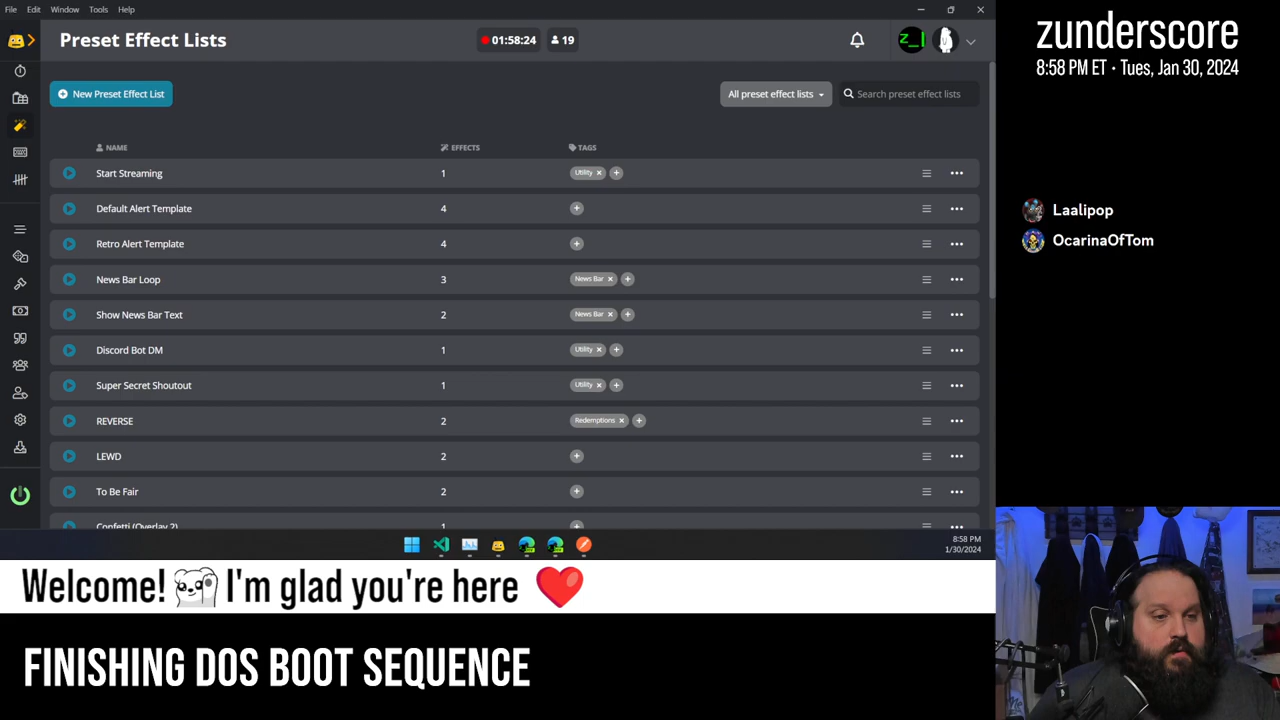 File Edit Window Tools Help
Preset Effect Lists
01:58:24
19
z_
New Preset Effect List
All preset effect lists
Search preset effect lists
NAME EFFECTS TAGS
Start Streaming 1 Utility × +
Default Alert Template 4 +
Retro Alert Template 4 +
News Bar Loop 3 News Bar × +
Show News Bar Text 2 News Bar × +
Discord Bot DM 1 Utility × +
Super Secret Shoutout 1 Utility × +
REVERSE 2 Redemptions × +
LEWD 2 +
To Be Fair 2 +
Confetti (Overlay 2) 1 +
8:58 PM
1/30/2024
Welcome! I'm glad you're here
FINISHING DOS BOOT SEQUENCE
zunderscore
8:58 PM ET • Tues, Jan 30, 2024
Laalipop
OcarinaOfTom